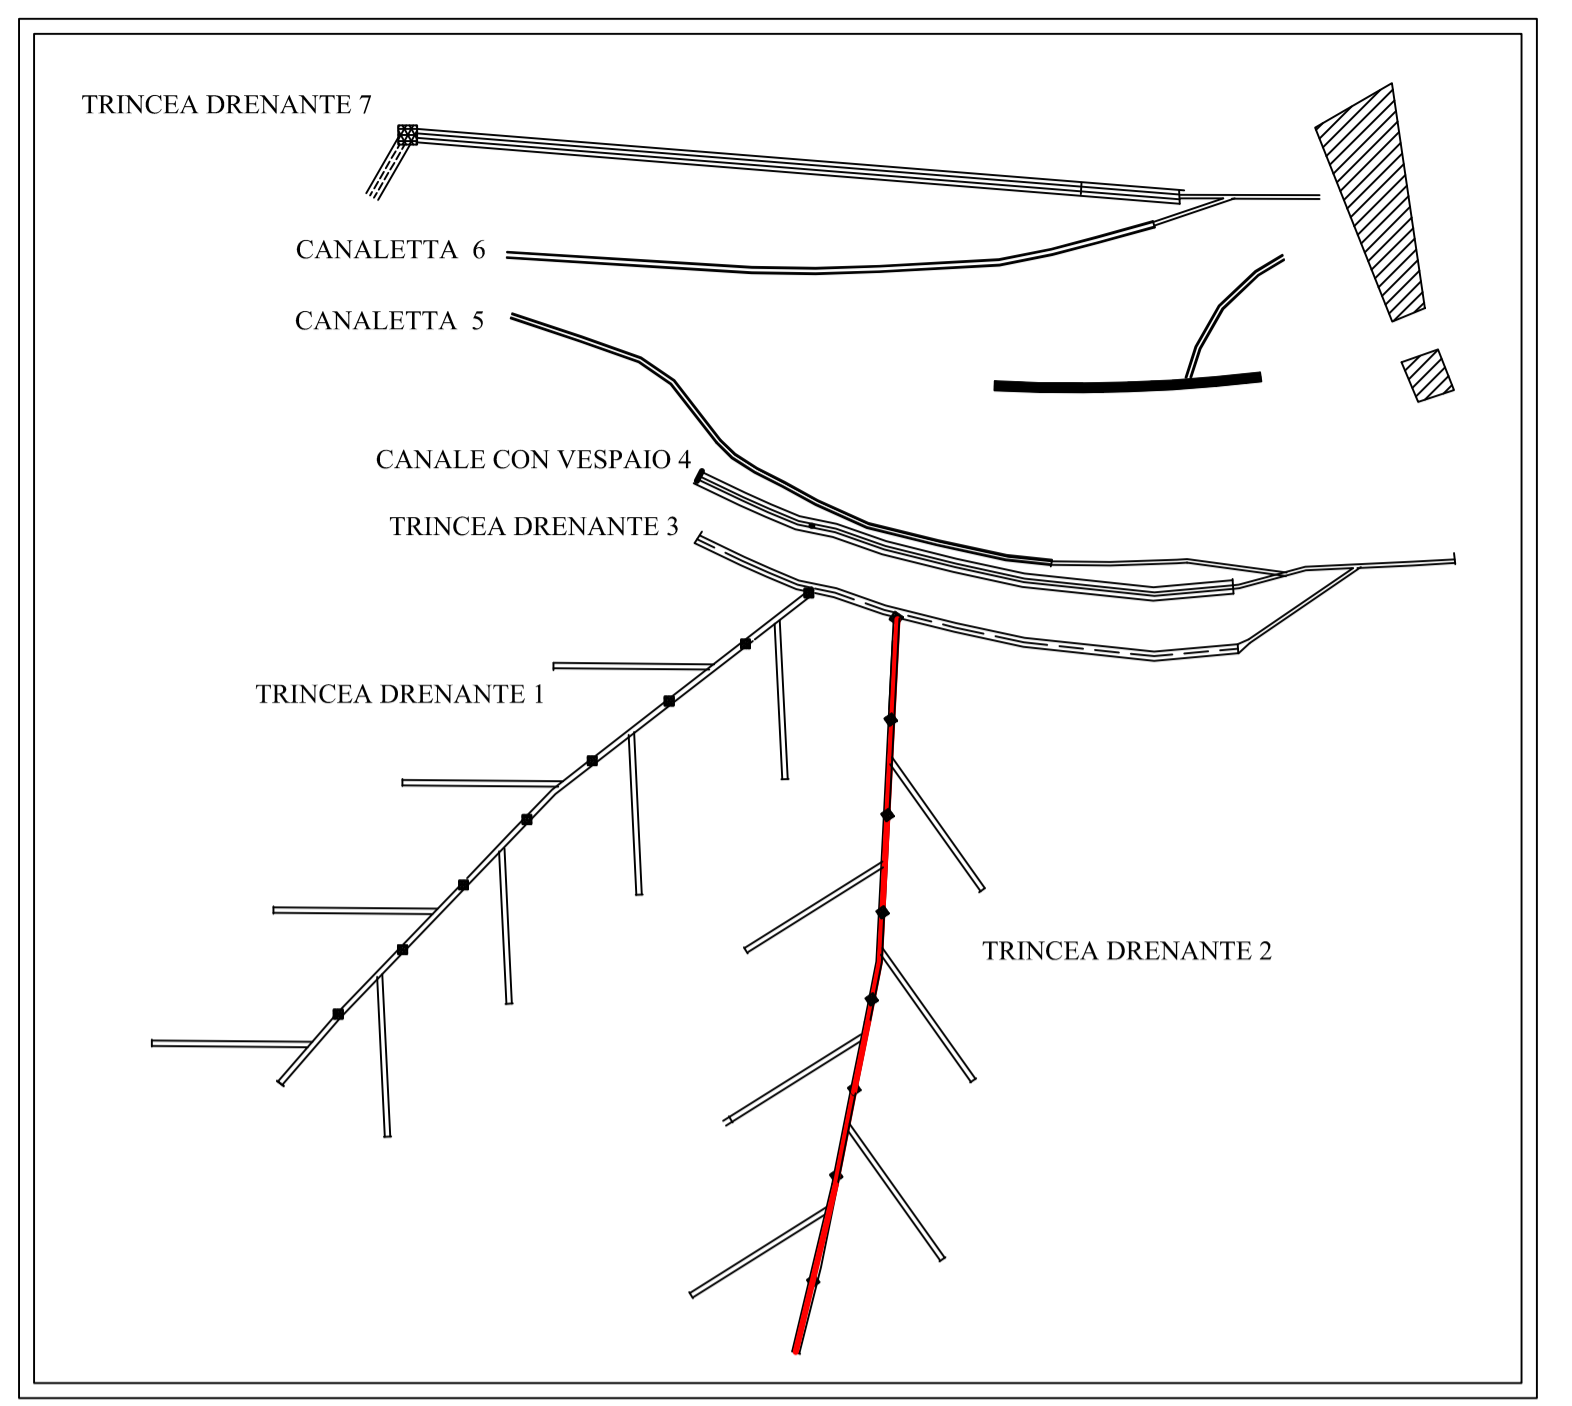 TRINCEA DRENANTE 7
CANALETTA  6
CANALETTA  5
CANALE CON VESPAIO 4
TRINCEA DRENANTE 3
TRINCEA DRENANTE 1
TRINCEA DRENANTE 2